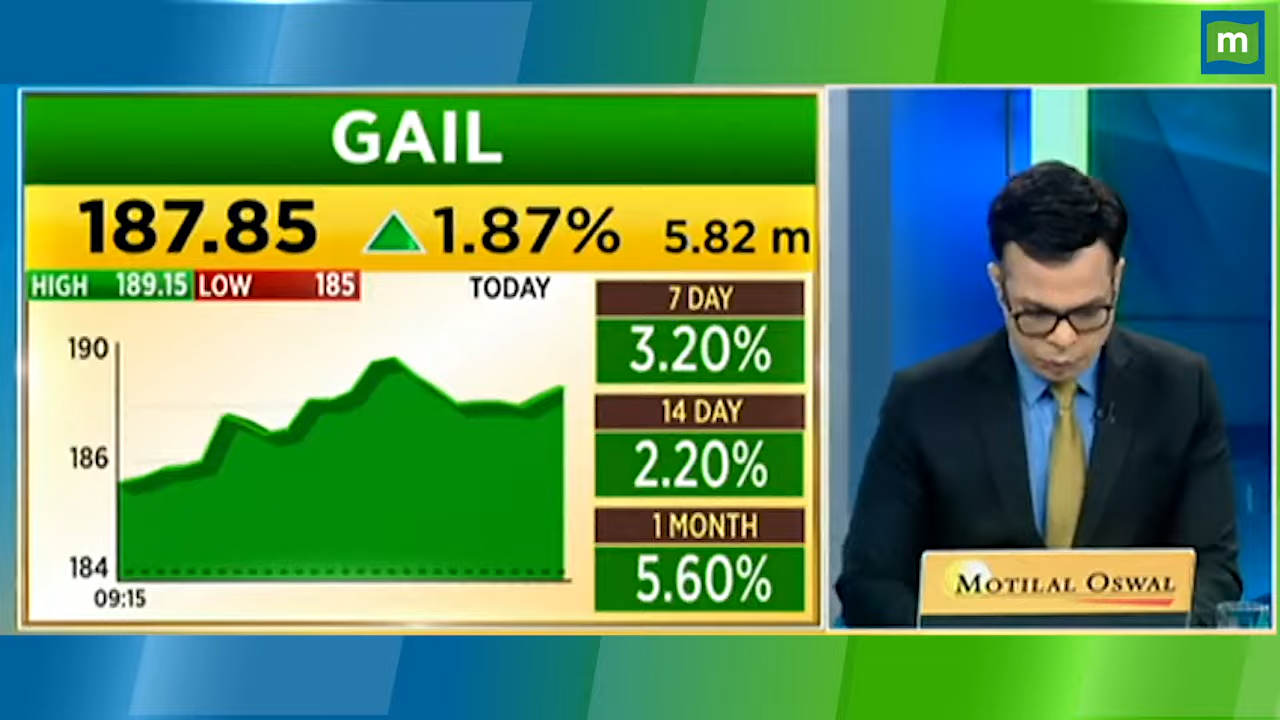 m
GAIL
187.85 ▲ 1.87% 5.82 m
HIGH 189.15 LOW 185 TODAY
190
186
184
09:15
7 DAY
3.20%
14 DAY
2.20%
1 MONTH
5.60%
MOTILAL OSWAL